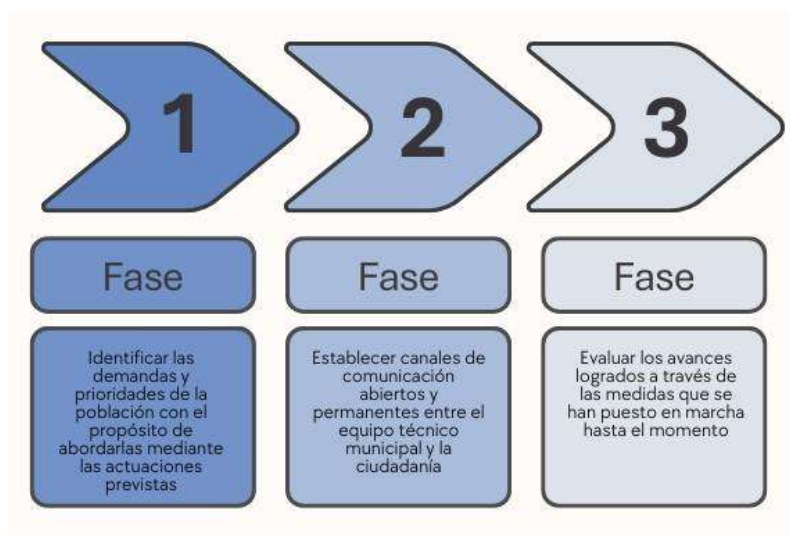 1
2
3
Fase
Fase
Fase
Identificar las
demandas y
prioridades de la
población con el
propósito de
abordarlas mediante
las actuaciones
previstas
Establecer canales de
comunicación
abiertos y
permanentes entre el
equipo técnico
municipal y la
ciudadanía
Evaluar los avances
logrados a través de
las medidas que se
han puesto en marcha
hasta el momento